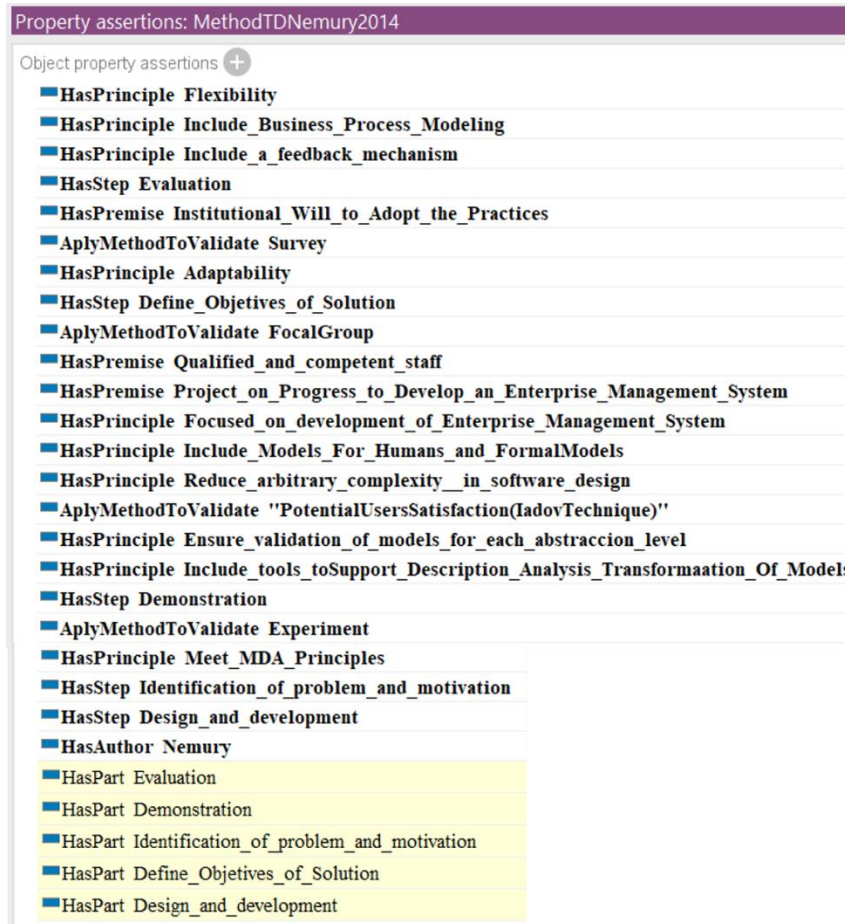 Property assertions: MethodTDNemury2014
Object property assertions
HasPrinciple Flexibility
HasPrinciple Include_Business_Process_Modeling
HasPrinciple Include_a_feedback_mechanism
HasStep Evaluation
HasPremise Institutional_Will_to_Adopt_the_Practices
AplyMethodToValidate Survey
HasPrinciple Adaptability
HasStep Define_Objetives_of_Solution
AplyMethodToValidate FocalGroup
HasPremise Qualified_and_competent_staff
HasPremise Project_on_Progress_to_Develop_an_Enterprise_Management_System
HasPrinciple Focused_on_development_of_Enterprise_Management_System
HasPrinciple Include_Models_For_Humans_and_FormalModels
HasPrinciple Reduce_arbitrary_complexity__in_software_design
AplyMethodToValidate "PotentialUsersSatisfaction(IadovTechnique)"
HasPrinciple Ensure_validation_of_models_for_each_abstraccion_level
HasPrinciple Include_tools_toSupport_Description_Analysis_Transformaation_Of_Models
HasStep Demonstration
AplyMethodToValidate Experiment
HasPrinciple Meet_MDA_Principles
HasStep Identification_of_problem_and_motivation
HasStep Design_and_development
HasAuthor Nemury
HasPart Evaluation
HasPart Demonstration
HasPart Identification_of_problem_and_motivation
HasPart Define_Objetives_of_Solution
HasPart Design_and_development